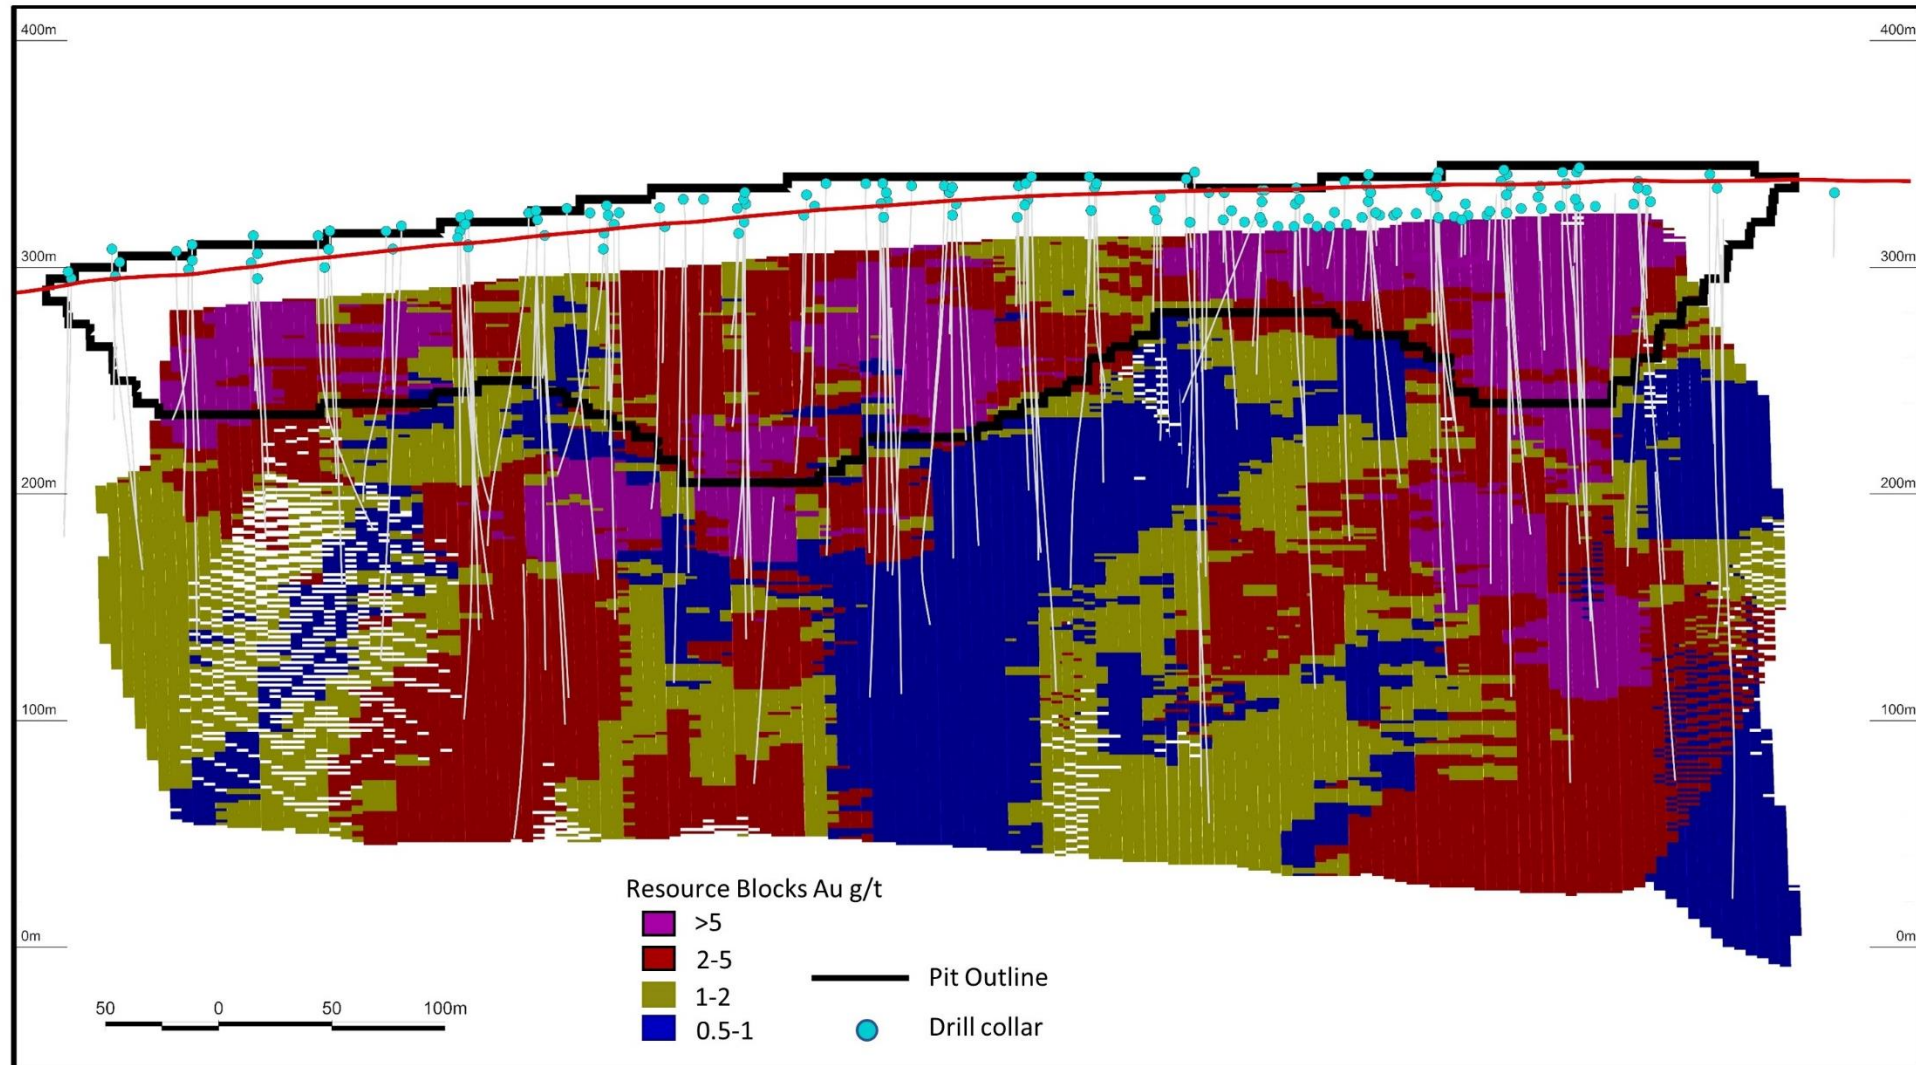 400m 400m
300m 300m
200m 200m
100m 100m
0m 0m
Resource Blocks Au g/t
>5
2-5
1-2
0.5-1
Pit Outline
Drill collar
50 0 50 100m